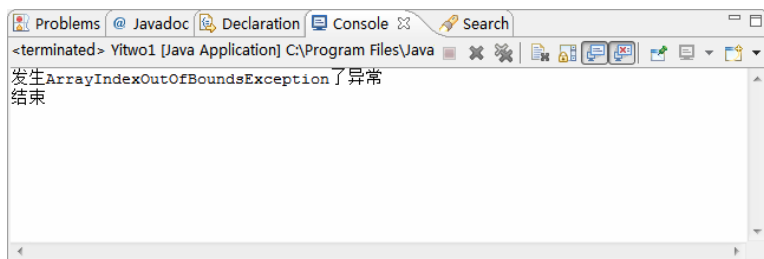 Problems @ Javadoc Declaration Console Search
<terminated> Yitwo1 [Java Application] C:\Program Files\Java
发生ArrayIndexOutOfBoundsException了异常
结束